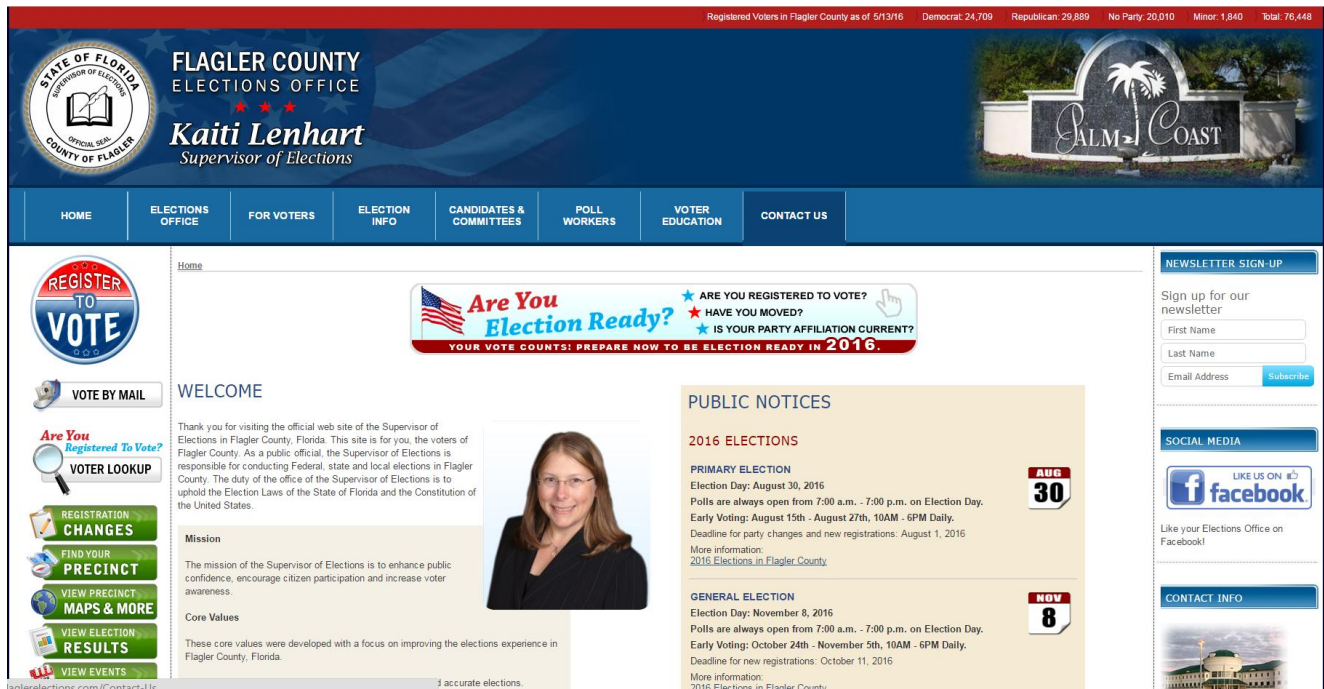 Registered Voters in Flagler County as of 5/13/16 Democrat: 24,709 Republican: 29,889 No Party: 20,010 Minor: 1,840 Total: 76,448
STATE OF FLORIDA
SUPERVISOR OF ELECTIONS
OFFICIAL SEAL
COUNTY OF FLAGLER
FLAGLER COUNTY
ELECTIONS OFFICE
Kaiti Lenhart
Supervisor of Elections
PALM COAST
HOME
ELECTIONS
OFFICE
FOR VOTERS
ELECTION
INFO
CANDIDATES &
COMMITTEES
POLL
WORKERS
VOTER
EDUCATION
CONTACT US
REGISTER
TO
VOTE
VOTE BY MAIL
Are You
Registered To Vote?
VOTER LOOKUP
REGISTRATION
CHANGES
FIND YOUR
PRECINCT
VIEW PRECINCT
MAPS & MORE
VIEW ELECTION
RESULTS
VIEW EVENTS
Home
Are You
Election Ready?
ARE YOU REGISTERED TO VOTE?
HAVE YOU MOVED?
IS YOUR PARTY AFFILIATION CURRENT?
YOUR VOTE COUNTS: PREPARE NOW TO BE ELECTION READY IN 2016.
WELCOME
Thank you for visiting the official web site of the Supervisor of
Elections in Flagler County, Florida. This site is for you, the voters of
Flagler County. As a public official, the Supervisor of Elections is
responsible for conducting Federal, state and local elections in Flagler
County. The duty of the office of the Supervisor of Elections is to
uphold the Election Laws of the State of Florida and the Constitution of
the United States.
Mission
The mission of the Supervisor of Elections is to enhance public
confidence, encourage citizen participation and increase voter
awareness.
Core Values
These core values were developed with a focus on improving the elections experience in
Flagler County, Florida.
accurate elections.
PUBLIC NOTICES
2016 ELECTIONS
PRIMARY ELECTION
Election Day: August 30, 2016
Polls are always open from 7:00 a.m. - 7:00 p.m. on Election Day.
Early Voting: August 15th - August 27th, 10AM - 6PM Daily.
Deadline for party changes and new registrations: August 1, 2016
More information:
2016 Elections in Flagler County
AUG
30
GENERAL ELECTION
Election Day: November 8, 2016
Polls are always open from 7:00 a.m. - 7:00 p.m. on Election Day.
Early Voting: October 24th - November 5th, 10AM - 6PM Daily.
Deadline for new registrations: October 11, 2016
More information:
2016 Elections in Flagler County
NOV
8
NEWSLETTER SIGN-UP
Sign up for our
newsletter
First Name
Last Name
Email Address Subscribe
SOCIAL MEDIA
LIKE US ON
facebook
Like your Elections Office on
Facebook!
CONTACT INFO
flaglerelections.com/Contact-Us